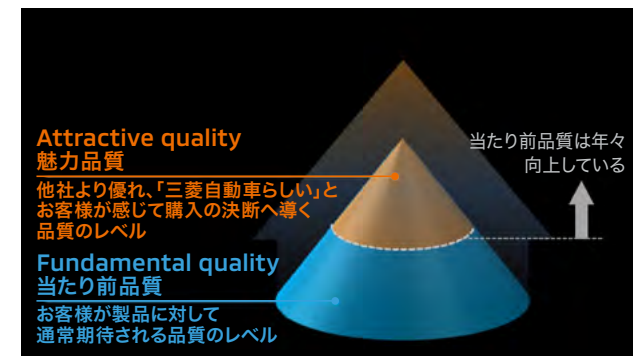 Attractive quality
魅力品質
他社より優れ、「三菱自動車らしい」と
お客様が感じて購入の決断へ導く
品質のレベル
Fundamental quality
当たり前品質
お客様が製品に対して
通常期待される品質のレベル
当たり前品質は年々
向上している